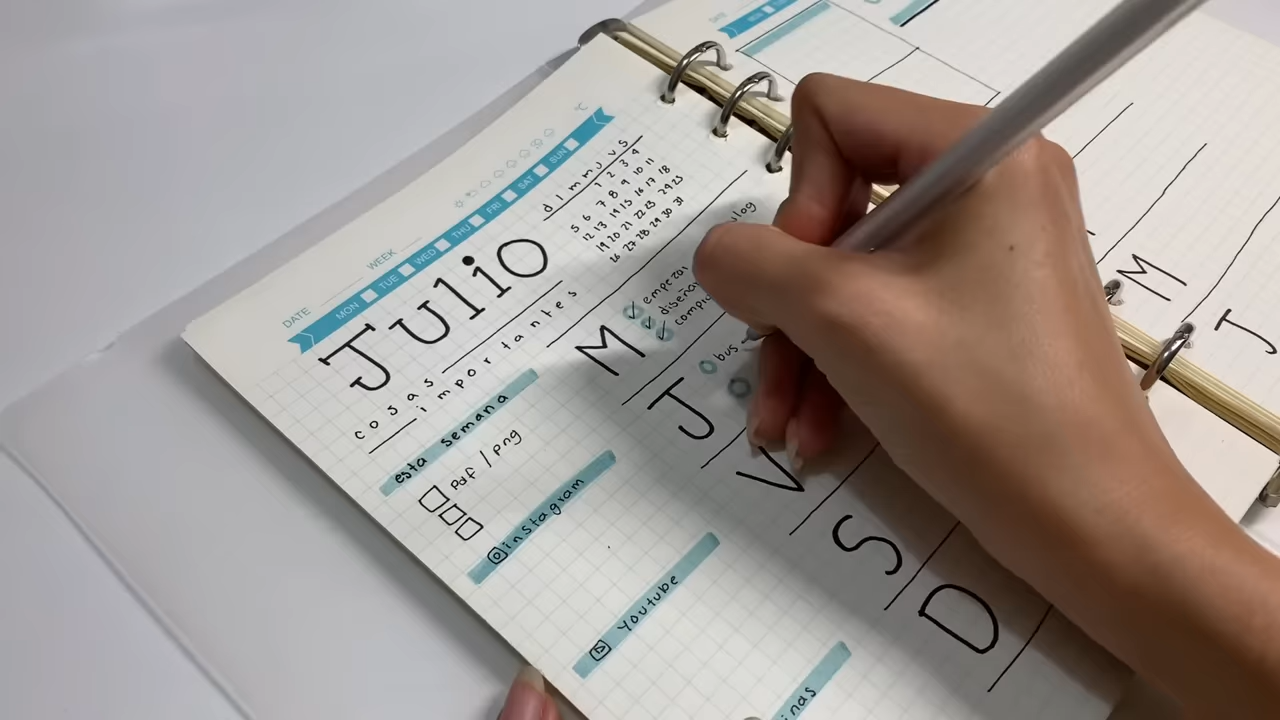 DATE
WEEK
°C
MON TUE WED THU FRI SAT SUN
Julio
d l m m J v s
1 2 3 4
5 6 7 8 9 10 11
12 13 14 15 16 17 18
19 20 21 22 23 24 25
26 27 28 29 30 31
cosas
importantes
esta semana
pdf / png
instagram
Youtube
M
empezar
J
bus
V
S
D
M
J